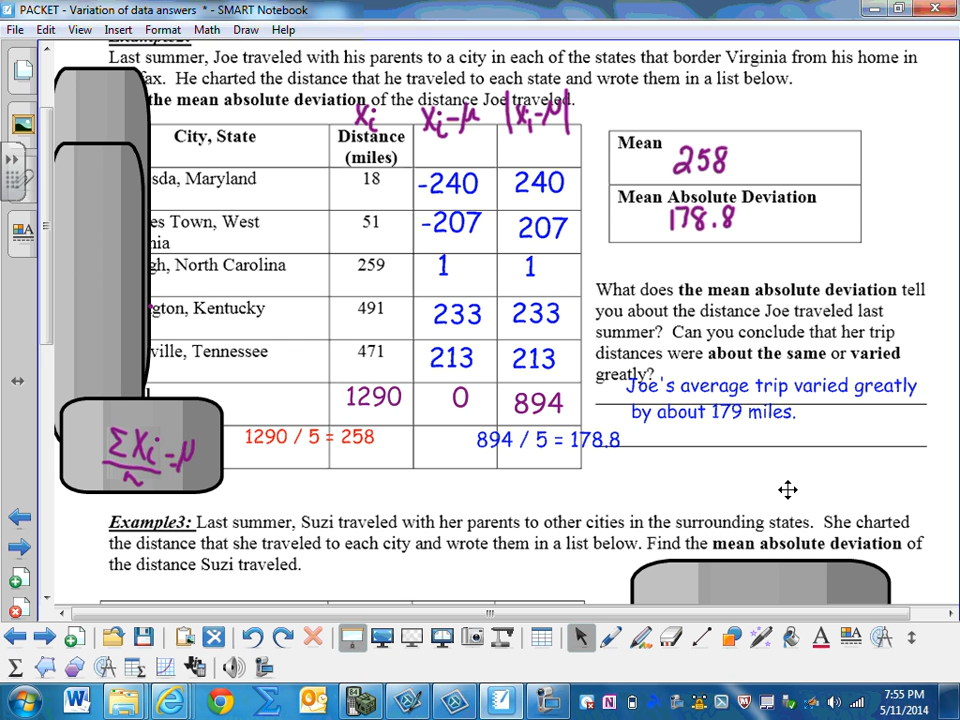 PACKET - Variation of data answers * - SMART Notebook
File Edit View Insert Format Math Draw Help
Last summer, Joe traveled with his parents to a city in each of the states that border Virginia from his home in
fax. He charted the distance that he traveled to each state and wrote them in a list below.
the mean absolute deviation of the distance Joe traveled.
xi xi-μ |xi-μ|
City, State Distance
(miles)
sda, Maryland 18 -240 240
es Town, West 51 -207 207
nia
gh, North Carolina 259 1 1
gton, Kentucky 491 233 233
ville, Tennessee 471 213 213
1290 0 894
1290 / 5 = 258 894 / 5 = 178.8
Σxi = μ
n
Mean
258
Mean Absolute Deviation
178.8
What does the mean absolute deviation tell
you about the distance Joe traveled last
summer? Can you conclude that her trip
distances were about the same or varied
greatly?
Joe's average trip varied greatly
by about 179 miles.
Example3: Last summer, Suzi traveled with her parents to other cities in the surrounding states. She charted
the distance that she traveled to each city and wrote them in a list below. Find the mean absolute deviation of
the distance Suzi traveled.
7:55 PM
5/11/2014